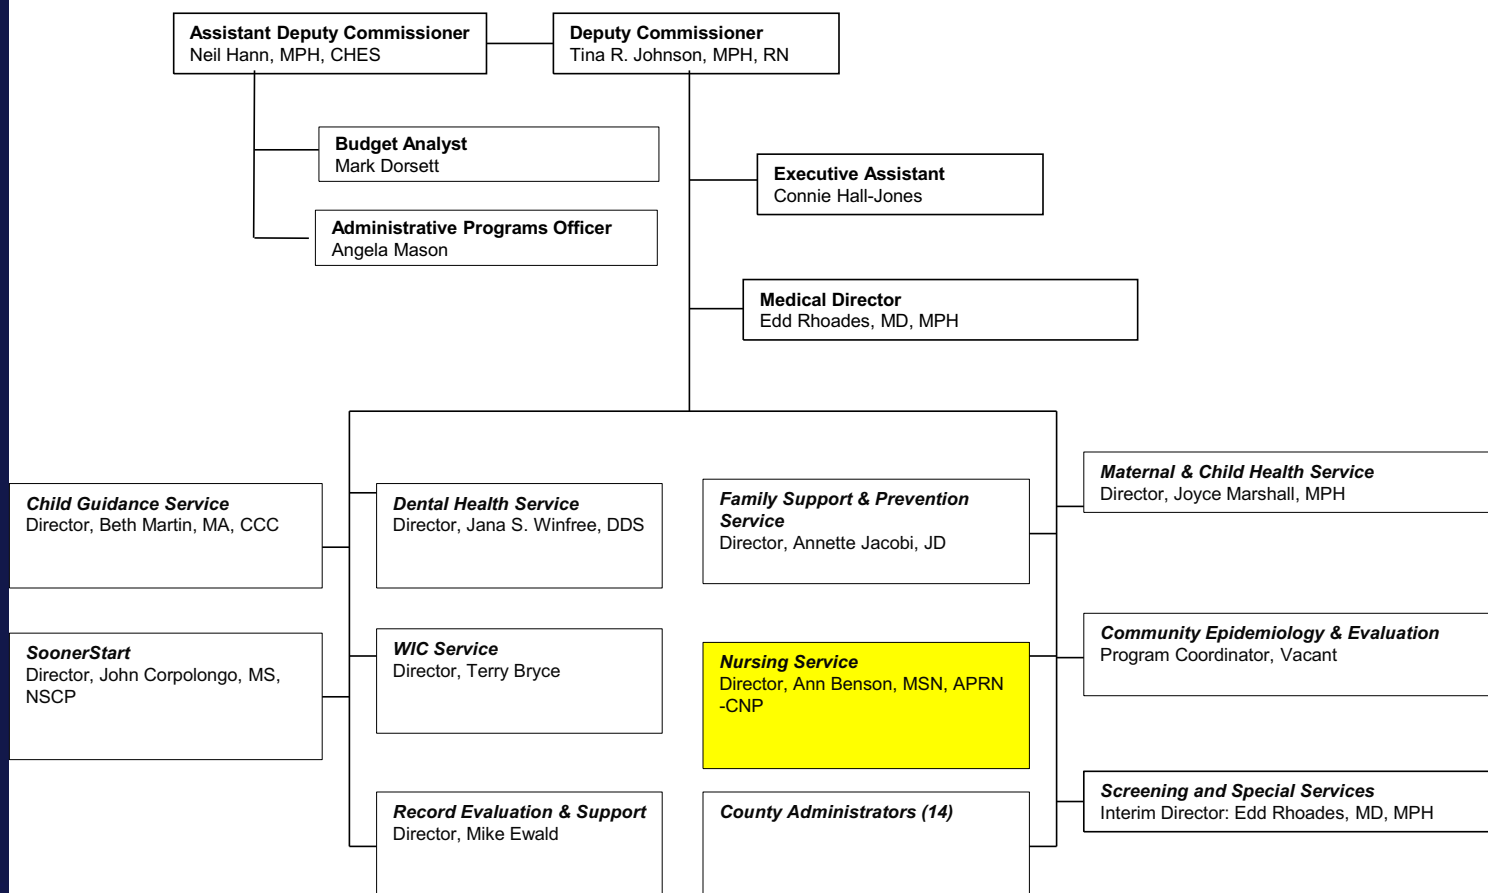 Assistant Deputy Commissioner
Neil Hann, MPH, CHES
Deputy Commissioner
Tina R. Johnson, MPH, RN
Budget Analyst
Mark Dorsett
Executive Assistant
Connie Hall-Jones
Administrative Programs Officer
Angela Mason
Medical Director
Edd Rhoades, MD, MPH
Child Guidance Service
Director, Beth Martin, MA, CCC
Dental Health Service
Director, Jana S. Winfree, DDS
Family Support & Prevention
Service
Director, Annette Jacobi, JD
Maternal & Child Health Service
Director, Joyce Marshall, MPH
SoonerStart
Director, John Corpolongo, MS,
NSCP
WIC Service
Director, Terry Bryce
Nursing Service
Director, Ann Benson, MSN, APRN
-CNP
Community Epidemiology & Evaluation
Program Coordinator, Vacant
Record Evaluation & Support
Director, Mike Ewald
County Administrators (14)
Screening and Special Services
Interim Director: Edd Rhoades, MD, MPH